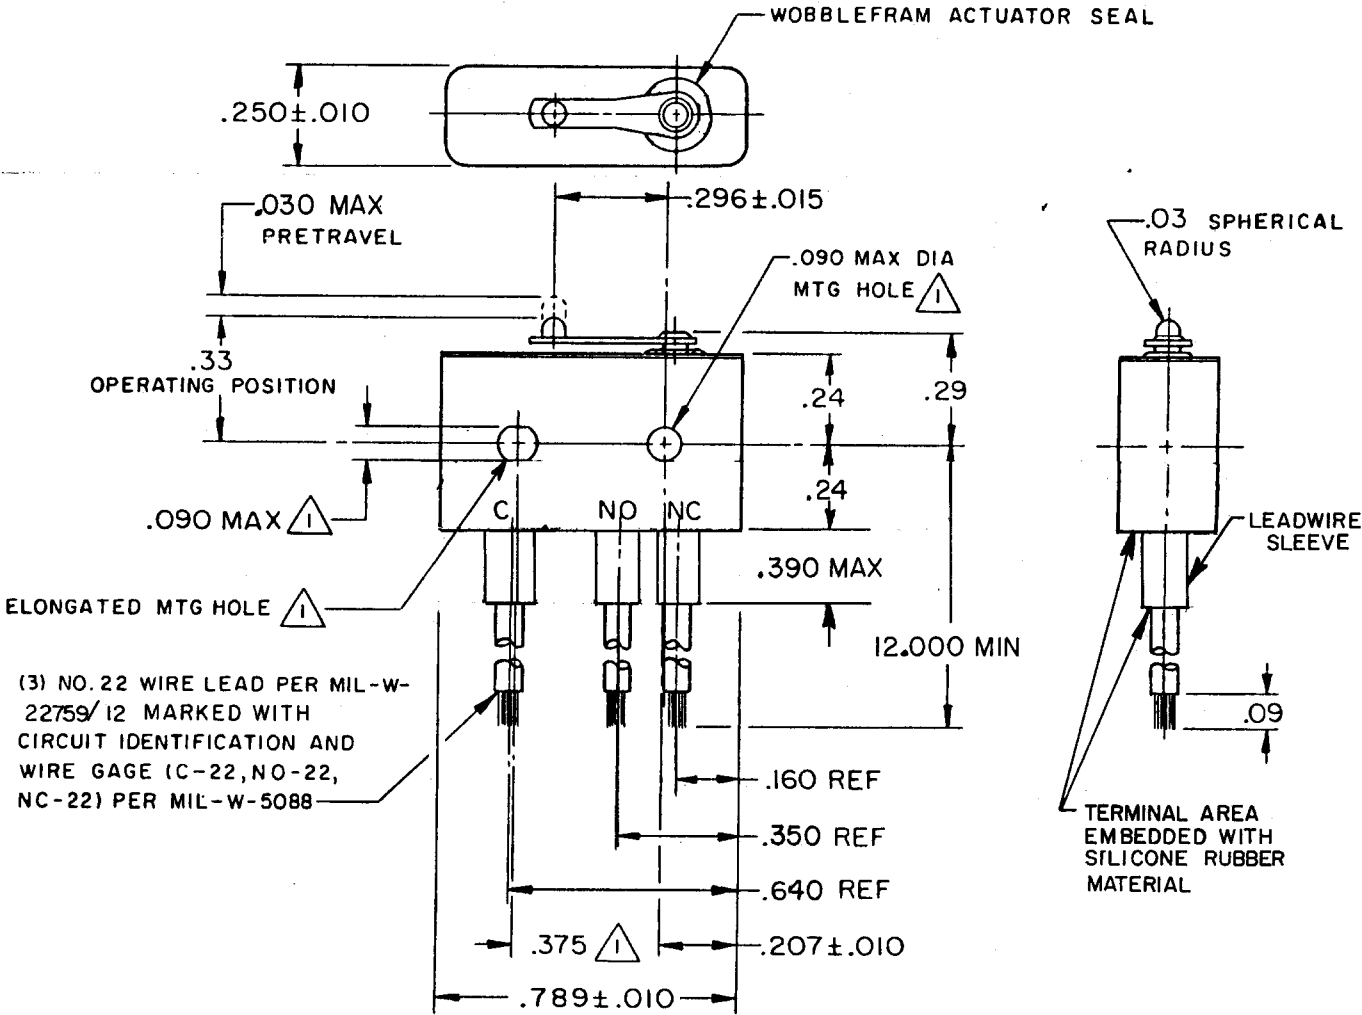 WOBBLEFRAM ACTUATOR SEAL
.250±.010
.296±.015
.030 MAX
PRETRAVEL
.03 SPHERICAL
RADIUS
.090 MAX DIA
MTG HOLE 1
.33
OPERATING POSITION
.24
.29
.24
.090 MAX 1
C NO NC
LEADWIRE
SLEEVE
.390 MAX
ELONGATED MTG HOLE 1
12.000 MIN
(3) NO. 22 WIRE LEAD PER MIL-W-
22759/12 MARKED WITH
CIRCUIT IDENTIFICATION AND
WIRE GAGE (C-22, NO-22,
NC-22) PER MIL-W-5088
.09
.160 REF
.350 REF
.640 REF
TERMINAL AREA
EMBEDDED WITH
SILICONE RUBBER
MATERIAL
.375 1
.207±.010
.789±.010